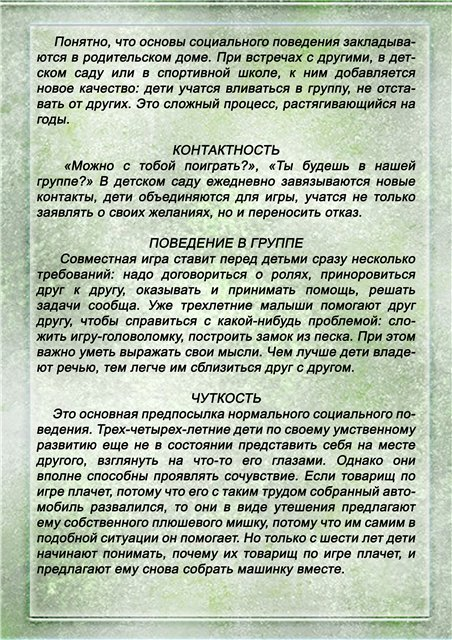 Понятно, что основы социального поведения закладыва-
ются в родительском доме. При встречах с другими, в дет-
ском саду или в спортивной школе, к ним добавляется
новое качество: дети учатся вливаться в группу, не отста-
вать от других. Это сложный процесс, растягивающийся на
годы.
КОНТАКТНОСТЬ
«Можно с тобой поиграть?», «Ты будешь в нашей
группе?» В детском саду ежедневно завязываются новые
контакты, дети объединяются для игры, учатся не только
заявлять о своих желаниях, но и переносить отказ.
ПОВЕДЕНИЕ В ГРУППЕ
Совместная игра ставит перед детьми сразу несколько
требований: надо договориться о ролях, приноровиться
друг к другу, оказывать и принимать помощь, решать
задачи сообща. Уже трехлетние малыши помогают друг
другу, чтобы справиться с какой-нибудь проблемой: сло-
жить игру-головоломку, построить замок из песка. При этом
важно уметь выражать свои мысли. Чем лучше дети владе-
ют речью, тем легче им сблизиться друг с другом.
ЧУТКОСТЬ
Это основная предпосылка нормального социального по-
ведения. Трех-четырех-летние дети по своему умственному
развитию еще не в состоянии представить себя на месте
другого, взглянуть на что-то его глазами. Однако они
вполне способны проявлять сочувствие. Если товарищ по
игре плачет, потому что его с таким трудом собранный авто-
мобиль развалился, то они в виде утешения предлагают
ему собственного плюшевого мишку, потому что им самим в
подобной ситуации он помогает. Но только с шести лет дети
начинают понимать, почему их товарищ по игре плачет, и
предлагают ему снова собрать машинку вместе.